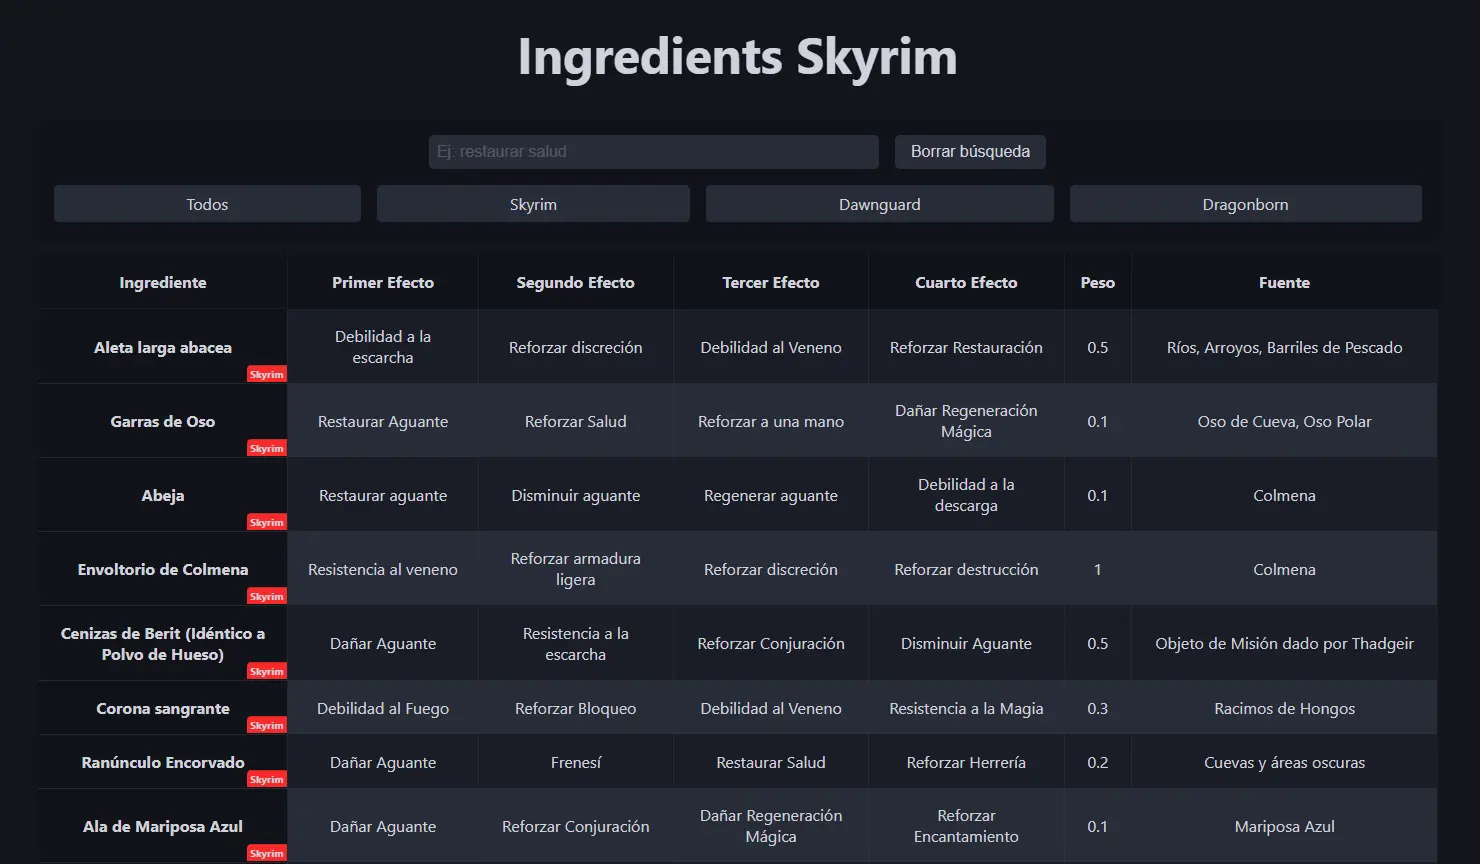 Ingredients Skyrim
Ej: restaurar salud Borrar búsqueda
Todos Skyrim Dawnguard Dragonborn
Ingrediente Primer Efecto Segundo Efecto Tercer Efecto Cuarto Efecto Peso Fuente
Aleta larga abacea
Skyrim
Debilidad a la
escarcha
Reforzar discreción
Debilidad al Veneno
Reforzar Restauración
0.5
Ríos, Arroyos, Barriles de Pescado
Garras de Oso
Skyrim
Restaurar Aguante
Reforzar Salud
Reforzar a una mano
Dañar Regeneración
Mágica
0.1
Oso de Cueva, Oso Polar
Abeja
Skyrim
Restaurar aguante
Disminuir aguante
Regenerar aguante
Debilidad a la
descarga
0.1
Colmena
Envoltorio de Colmena
Skyrim
Resistencia al veneno
Reforzar armadura
ligera
Reforzar discreción
Reforzar destrucción
1
Colmena
Cenizas de Berit (Idéntico a
Polvo de Hueso)
Skyrim
Dañar Aguante
Resistencia a la
escarcha
Reforzar Conjuración
Disminuir Aguante
0.5
Objeto de Misión dado por Thadgeir
Corona sangrante
Skyrim
Debilidad al Fuego
Reforzar Bloqueo
Debilidad al Veneno
Resistencia a la Magia
0.3
Racimos de Hongos
Ranúnculo Encorvado
Skyrim
Dañar Aguante
Frenesí
Restaurar Salud
Reforzar Herrería
0.2
Cuevas y áreas oscuras
Ala de Mariposa Azul
Skyrim
Dañar Aguante
Reforzar Conjuración
Dañar Regeneración
Mágica
Reforzar
Encantamiento
0.1
Mariposa Azul